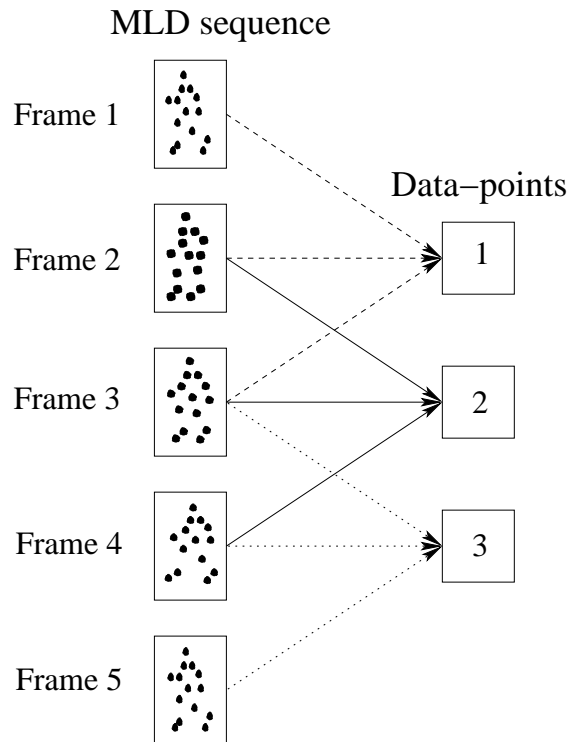 MLD sequence
Frame 1
Data–points
1
Frame 2
Frame 3
2
Frame 4
3
Frame 5